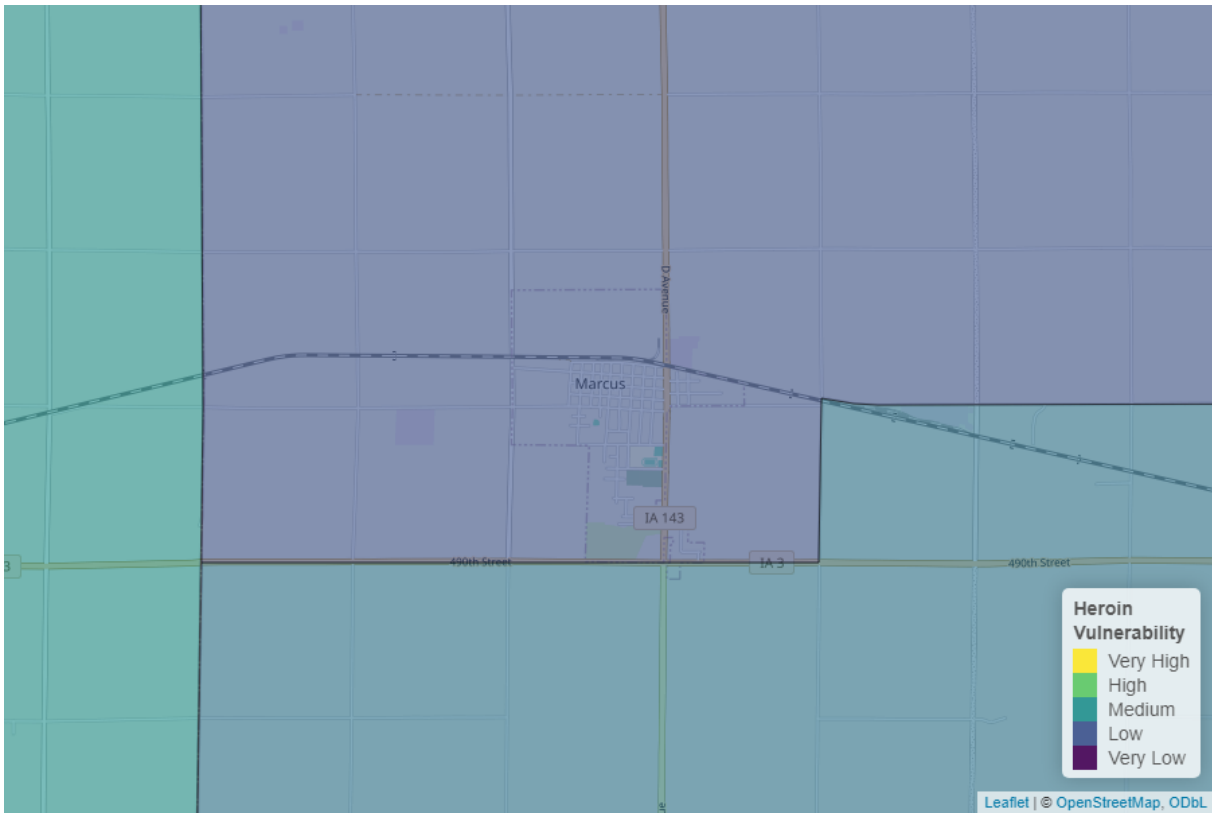 D Avenue
Marcus
IA 143
3
490th Street
IA 3
490th Street
Heroin
Vulnerability
Very High
High
Medium
Low
Very Low
ue
Leaflet | © OpenStreetMap, ODbL